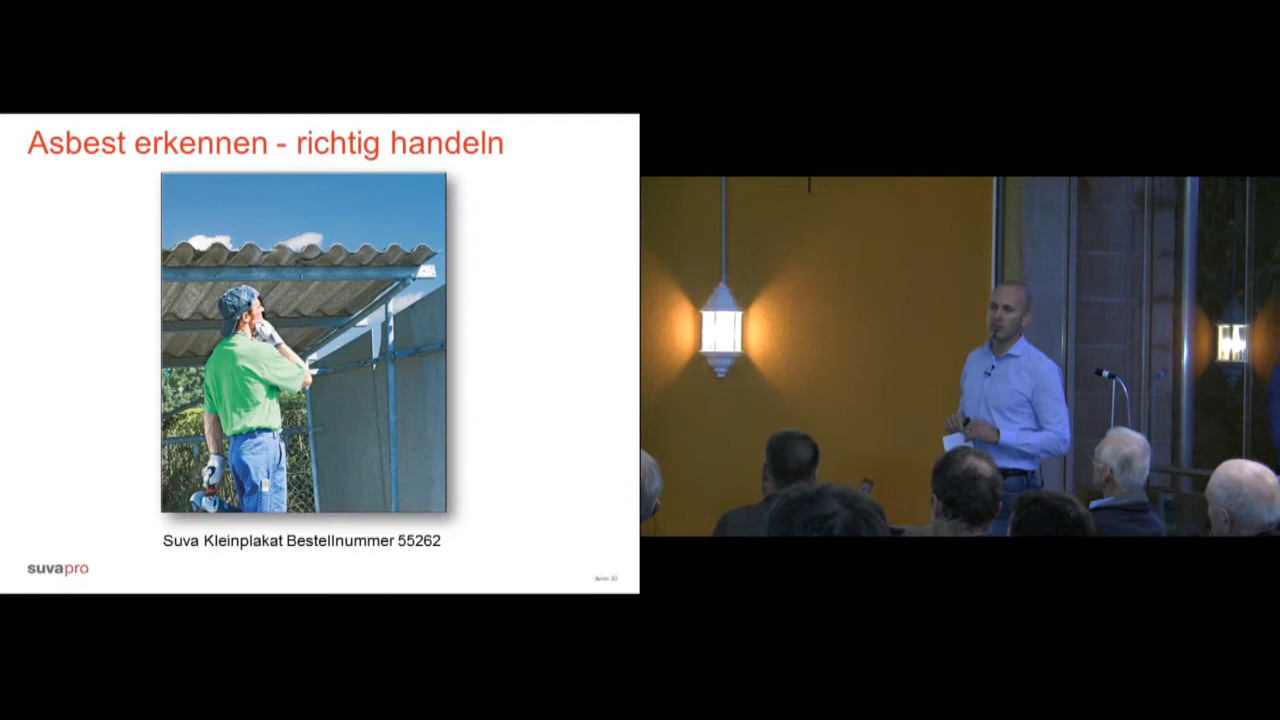 Asbest erkennen - richtig handeln
Suva Kleinplakat Bestellnummer 55262
suvapro